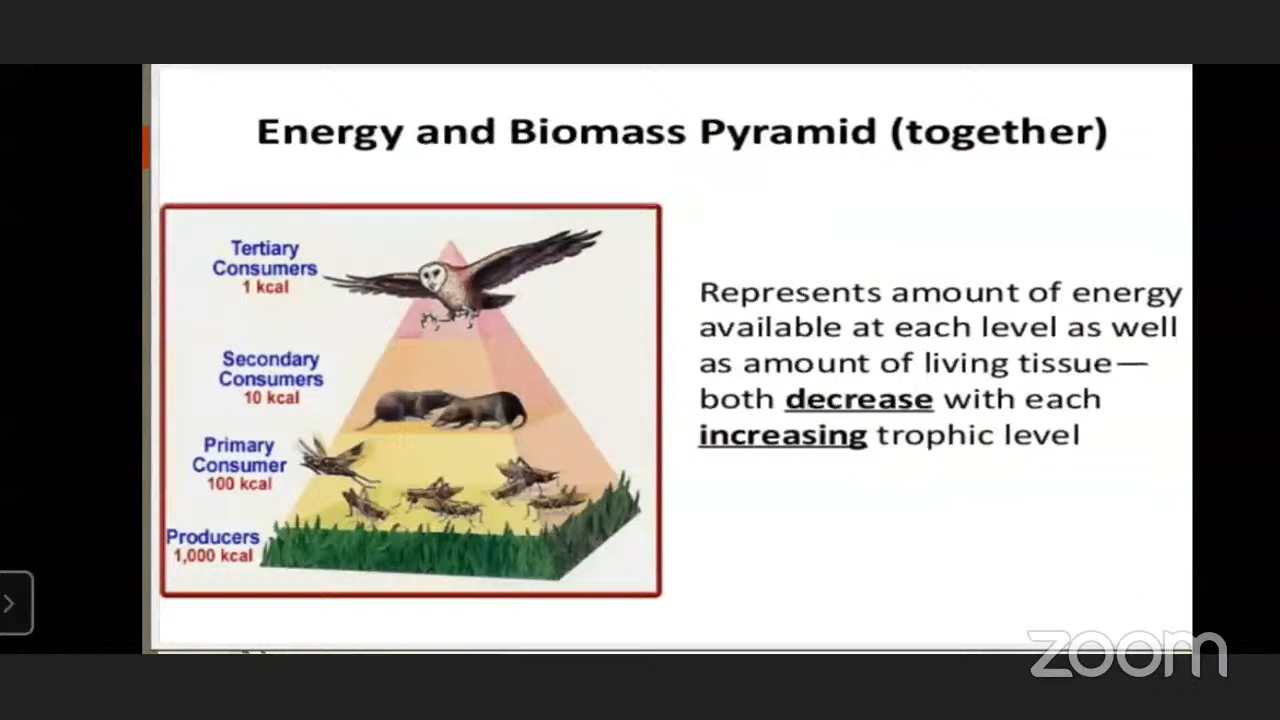 Energy and Biomass Pyramid (together)
Tertiary
Consumers
1 kcal
Secondary
Consumers
10 kcal
Primary
Consumer
100 kcal
Producers
1,000 kcal
Represents amount of energy
available at each level as well
as amount of living tissue—
both decrease with each
increasing trophic level
zoom